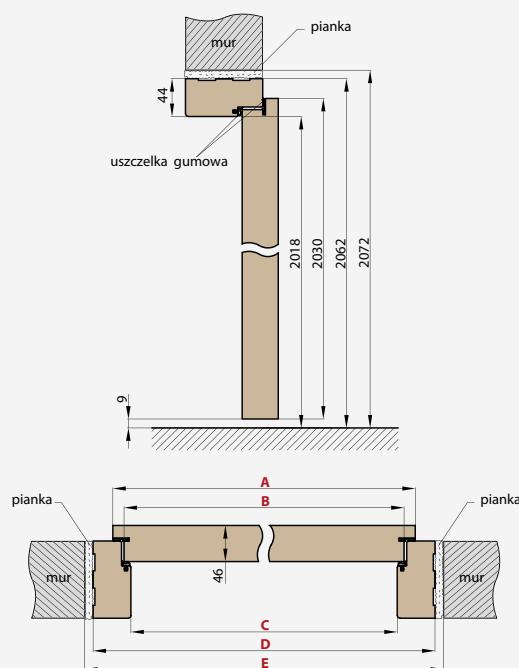 pianka
mur
44
uszczelka gumowa
2018
2030
2062
2072
9
A
B
pianka
pianka
mur
46
mur
C
D
E